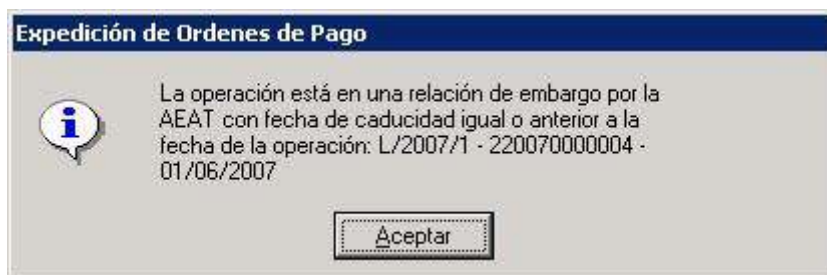 Expedición de Ordenes de Pago
La operación está en una relación de embargo por la
AEAT con fecha de caducidad igual o anterior a la
fecha de la operación: L/2007/1 - 220070000004 -
01/06/2007
Aceptar